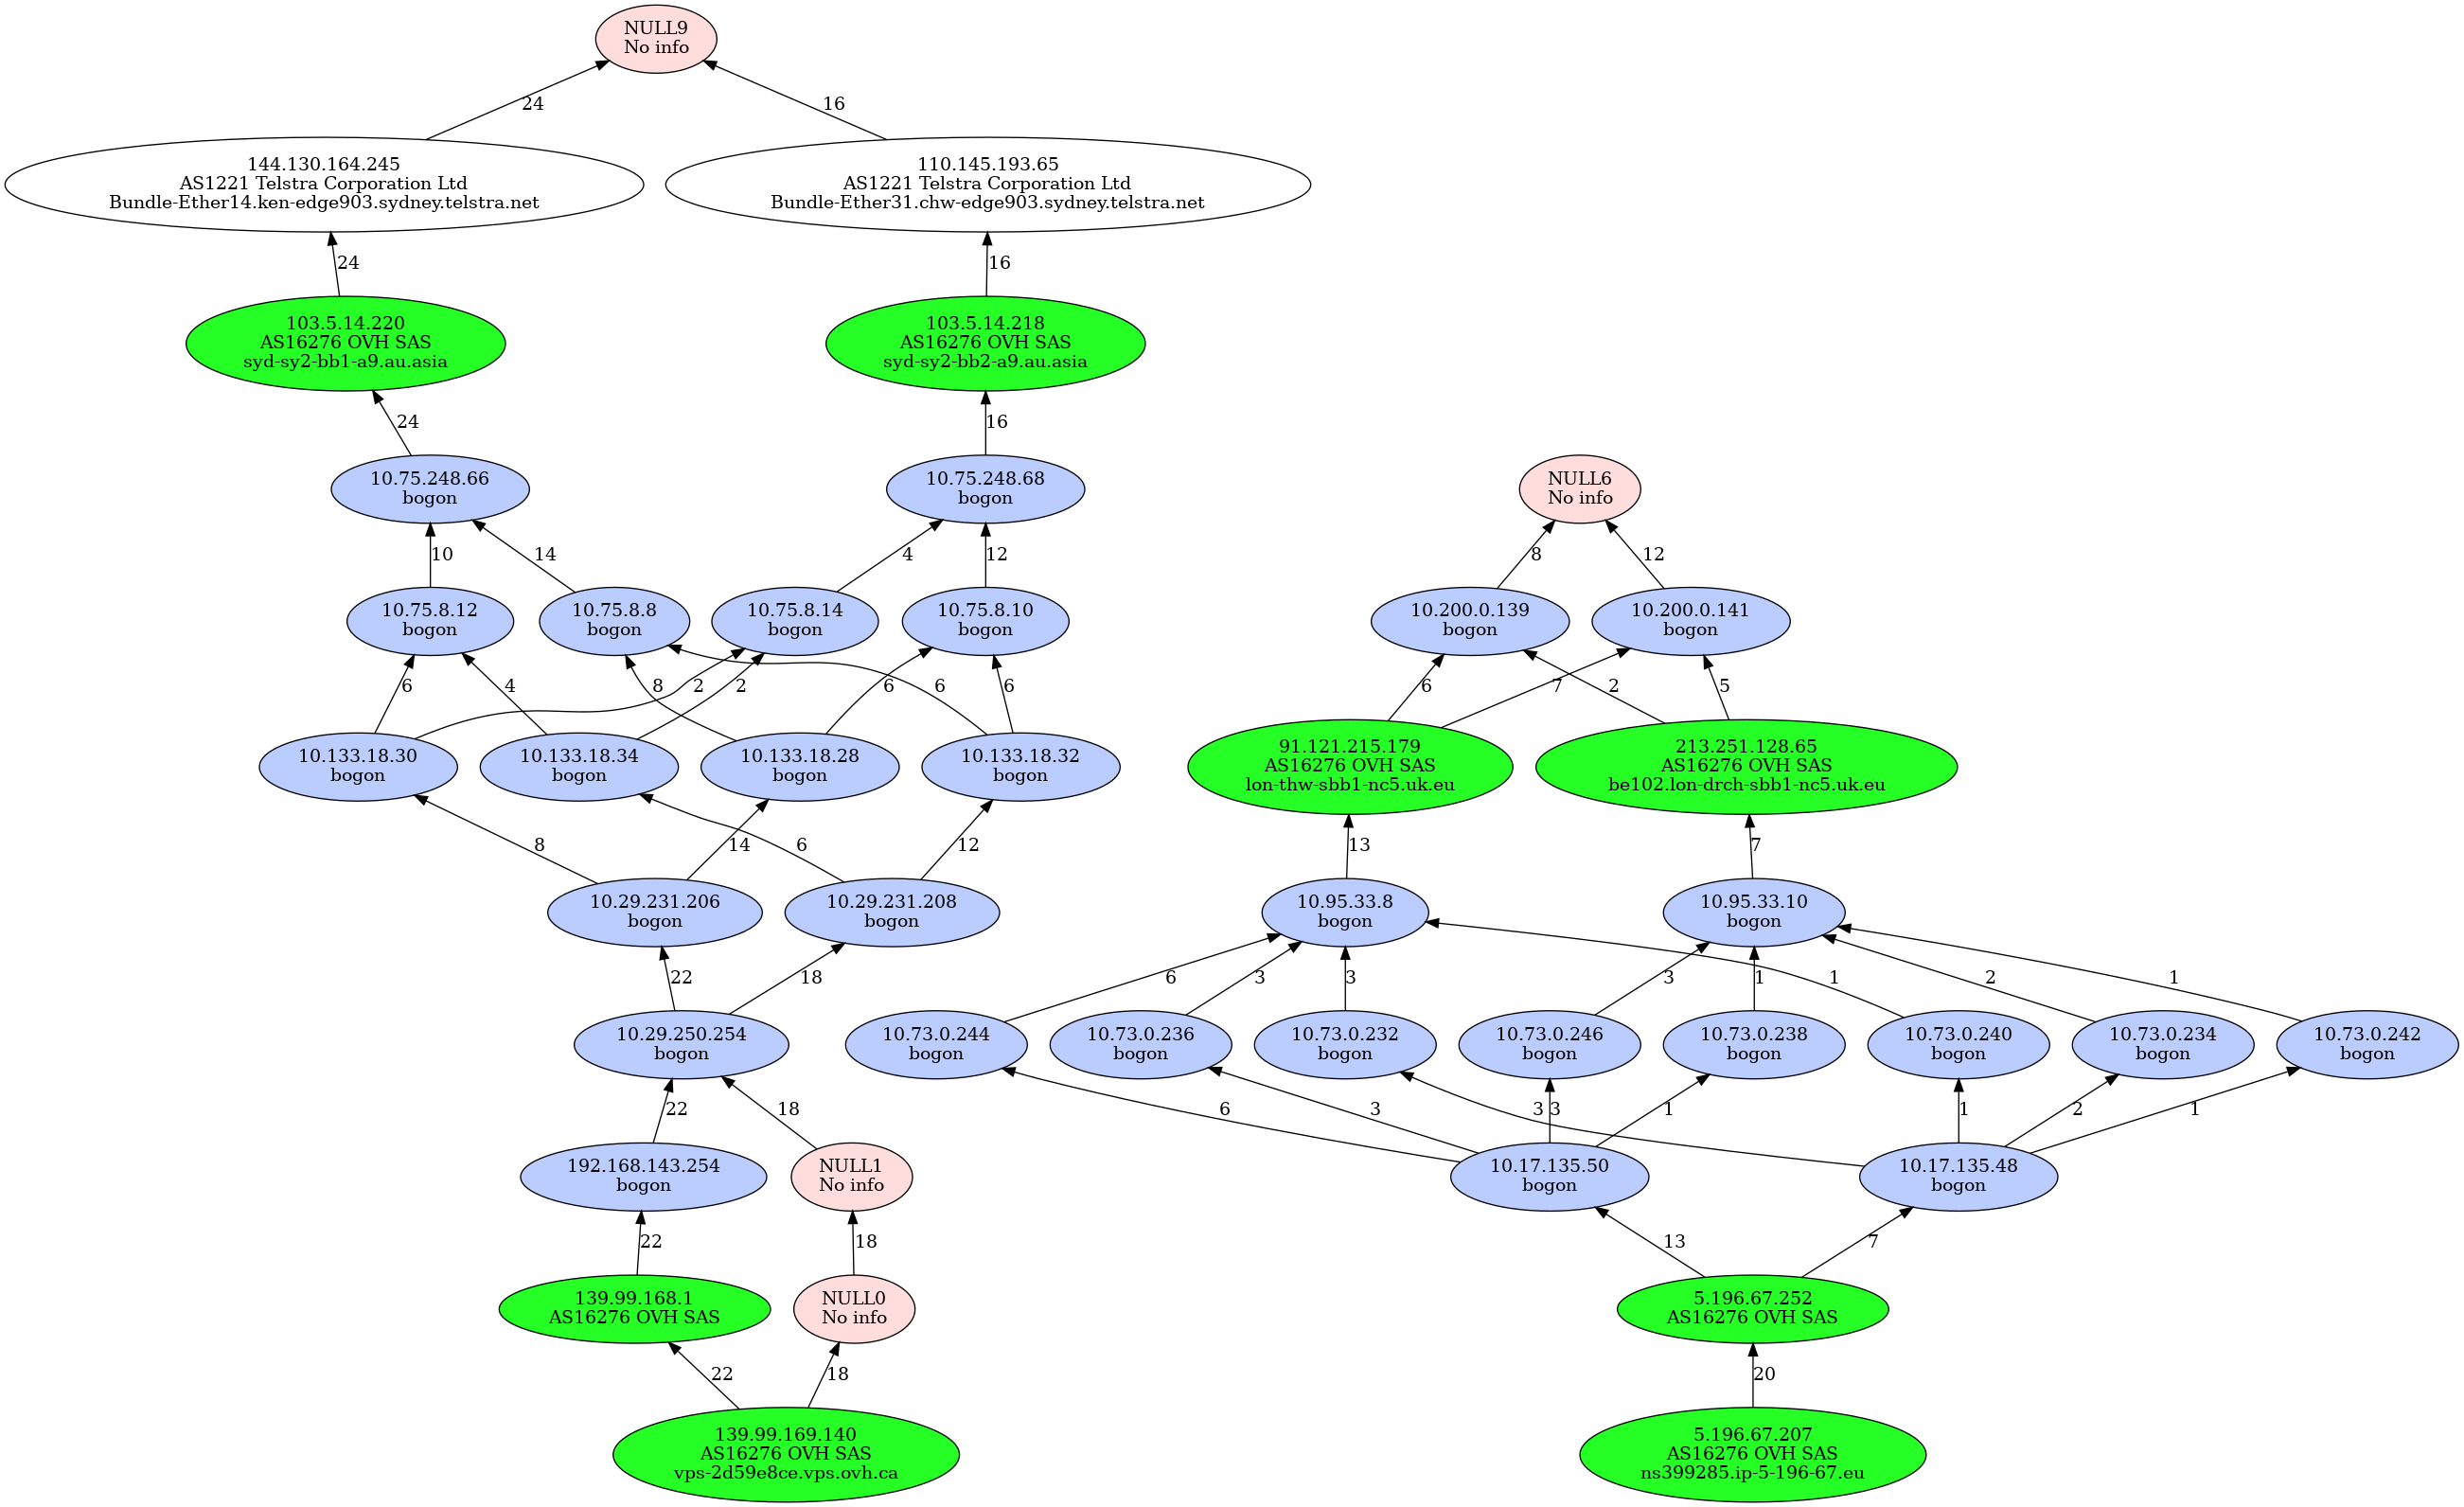 NULL9
No info
24
16
144.130.164.245
AS1221 Telstra Corporation Ltd
Bundle-Ether14.ken-edge903.sydney.telstra.net
110.145.193.65
AS1221 Telstra Corporation Ltd
Bundle-Ether31.chw-edge903.sydney.telstra.net
24
16
103.5.14.220
AS16276 OVH SAS
syd-sy2-bb1-a9.au.asia
103.5.14.218
AS16276 OVH SAS
syd-sy2-bb2-a9.au.asia
24
16
10.75.248.66
bogon
10.75.248.68
bogon
NULL6
No info
10
14
4
12
8
12
10.75.8.12
bogon
10.75.8.8
bogon
10.75.8.14
bogon
10.75.8.10
bogon
10.200.0.139
bogon
10.200.0.141
bogon
6
4
8
2
2
6
6
6
6
7
2
5
10.133.18.30
bogon
10.133.18.34
bogon
10.133.18.28
bogon
10.133.18.32
bogon
91.121.215.179
AS16276 OVH SAS
lon-thw-sbb1-nc5.uk.eu
213.251.128.65
AS16276 OVH SAS
be102.lon-drch-sbb1-nc5.uk.eu
8
14
6
12
13
7
10.29.231.206
bogon
10.29.231.208
bogon
10.95.33.8
bogon
10.95.33.10
bogon
22
18
6
3
3
3
1
1
2
1
10.29.250.254
bogon
10.73.0.244
bogon
10.73.0.236
bogon
10.73.0.232
bogon
10.73.0.246
bogon
10.73.0.238
bogon
10.73.0.240
bogon
10.73.0.234
bogon
10.73.0.242
bogon
22
18
6
3
3
3
1
1
2
1
192.168.143.254
bogon
NULL1
No info
10.17.135.50
bogon
10.17.135.48
bogon
22
18
13
7
139.99.168.1
AS16276 OVH SAS
NULL0
No info
5.196.67.252
AS16276 OVH SAS
22
18
20
139.99.169.140
AS16276 OVH SAS
vps-2d59e8ce.vps.ovh.ca
5.196.67.207
AS16276 OVH SAS
ns399285.ip-5-196-67.eu